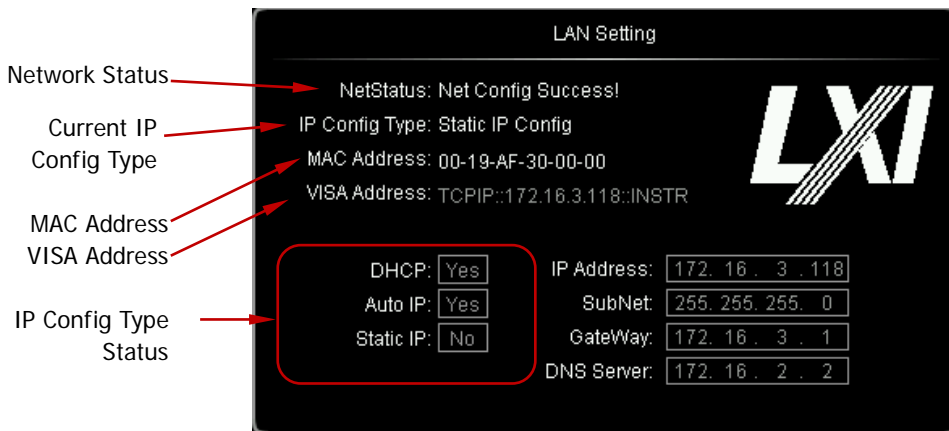 LAN Setting
Network Status
NetStatus: Net Config Success!
Current IP
Config Type
IP Config Type: Static IP Config
MAC Address
MAC Address: 00-19-AF-30-00-00
VISA Address
VISA Address: TCPIP::172.16.3.118::INSTR
LXI
IP Config Type
Status
DHCP: Yes
Auto IP: Yes
Static IP: No
IP Address: 172. 16 . 3 .118
SubNet: 255. 255. 255. 0
GateWay: 172. 16 . 3 . 1
DNS Server: 172. 16 . 2 . 2